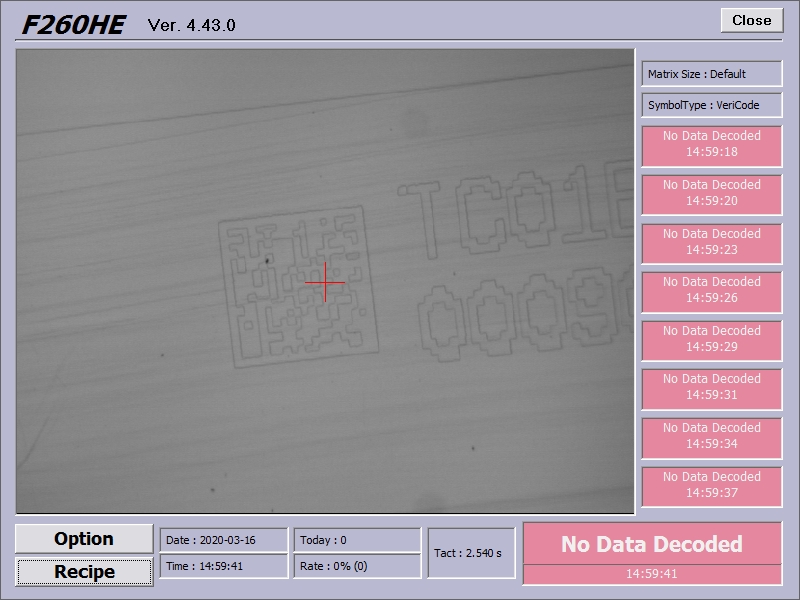 F260HE Ver. 4.43.0
Close
Matrix Size : Default
SymbolType : VeriCode
No Data Decoded
14:59:18
No Data Decoded
14:59:20
No Data Decoded
14:59:23
No Data Decoded
14:59:26
No Data Decoded
14:59:29
No Data Decoded
14:59:31
No Data Decoded
14:59:34
No Data Decoded
14:59:37
TC01
0009
Option
Recipe
Date : 2020-03-16
Time : 14:59:41
Today : 0
Rate : 0% (0)
Tact : 2.540 s
No Data Decoded
14:59:41